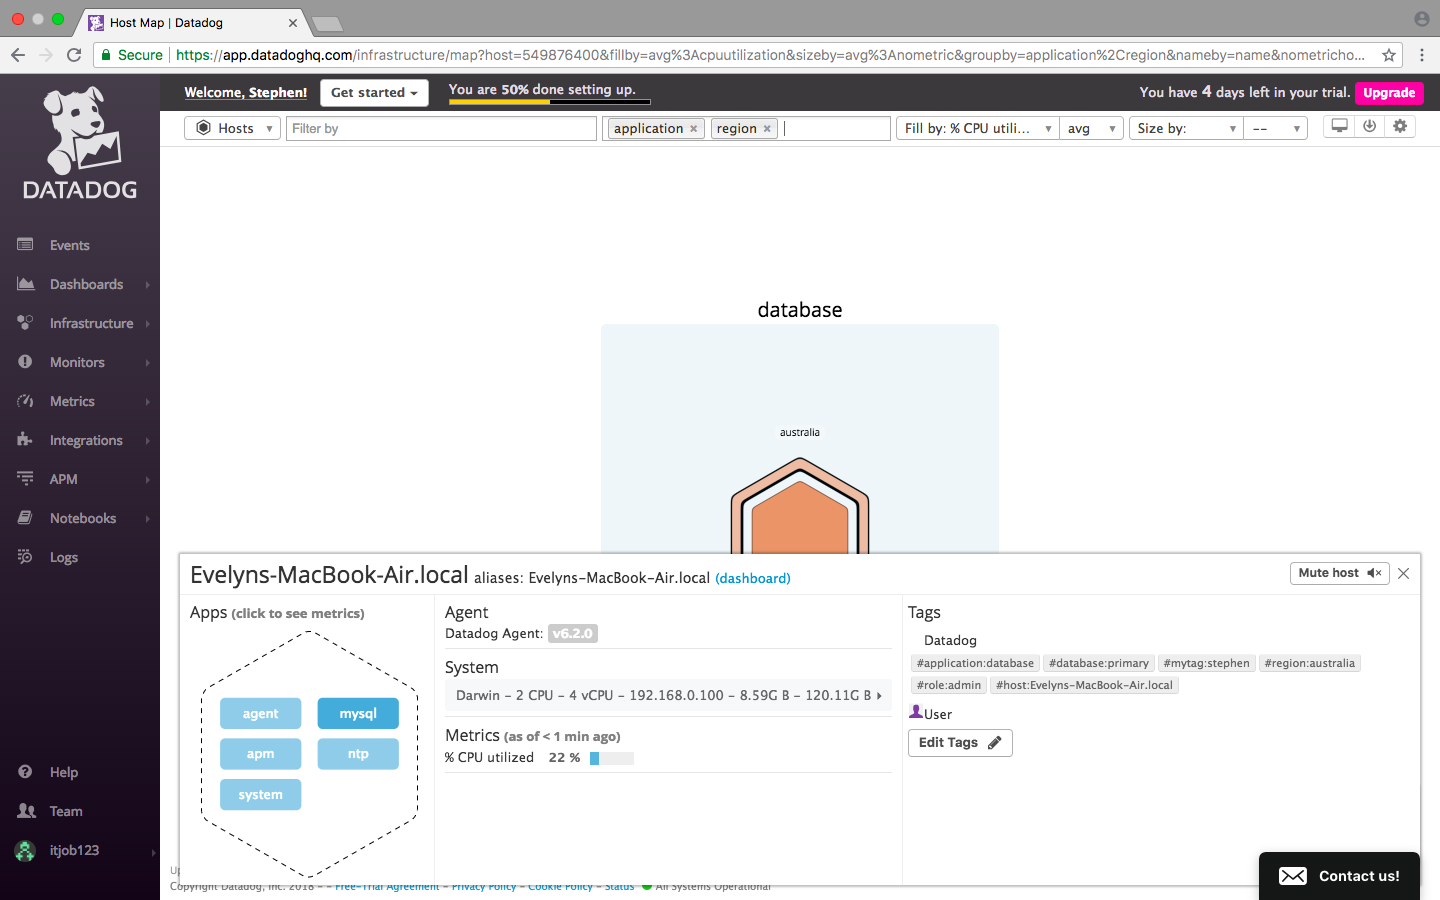 Host Map | Datadog
Secure https://app.datadoghq.com/infrastructure/map?host=549876400&fillby=avg%3Acpuutilization&sizeby=avg%3Anometric&groupby=application%2Cregion&nameby=name&nometricho...
DATADOG
Welcome, Stephen! Get started You are 50% done setting up. You have 4 days left in your trial. Upgrade
Hosts Filter by application × region × Fill by: % CPU utili... avg Size by: --
Events
Dashboards
Infrastructure
Monitors
Metrics
Integrations
APM
Notebooks
Logs
Help
Team
itjob123
database
australia
Evelyns-MacBook-Air.local aliases: Evelyns-MacBook-Air.local (dashboard) Mute host
Apps (click to see metrics)
agent mysql
apm ntp
system
Agent
Datadog Agent: v6.2.0
System
Darwin - 2 CPU - 4 vCPU - 192.168.0.100 - 8.59G B - 120.11G B
Metrics (as of < 1 min ago)
% CPU utilized 22 %
Tags
Datadog
#application:database #database:primary #mytag:stephen #region:australia
#role:admin #host:Evelyns-MacBook-Air.local
User
Edit Tags
Copyright Datadog, Inc. 2018 - - Free-Trial Agreement - Privacy Policy - Cookie Policy - Status All Systems Operational
Contact us!